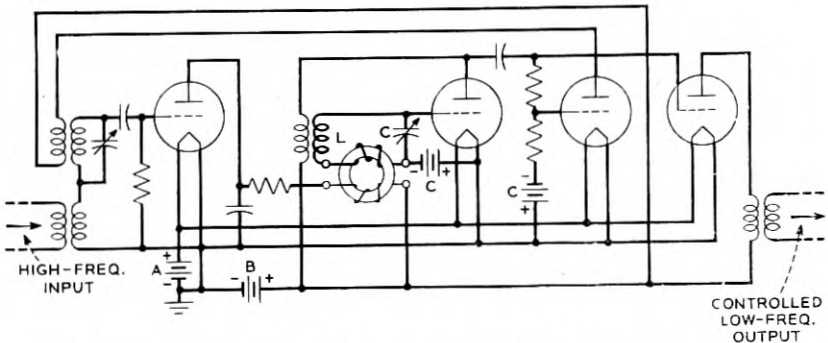 L
C
- C +
C
-
+
HIGH-FREQ.
INPUT
A
+
-
- B +
CONTROLLED
LOW-FREQ.
OUTPUT